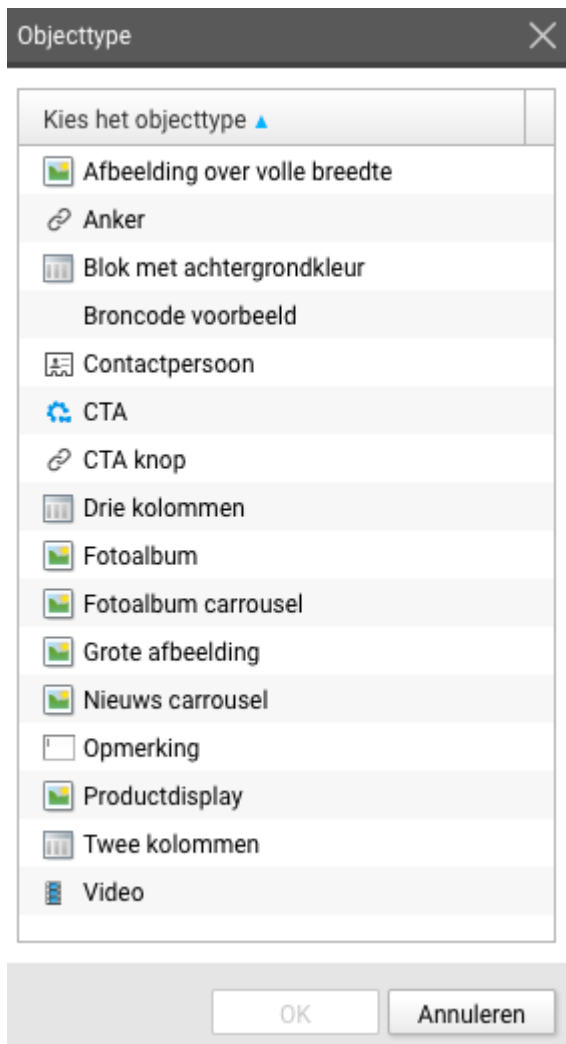 Objecttype
Kies het objecttype
Afbeelding over volle breedte
Anker
Blok met achtergrondkleur
Broncode voorbeeld
Contactpersoon
CTA
CTA knop
Drie kolommen
Fotoalbum
Fotoalbum carrousel
Grote afbeelding
Nieuws carrousel
Opmerking
Productdisplay
Twee kolommen
Video
OK
Annuleren